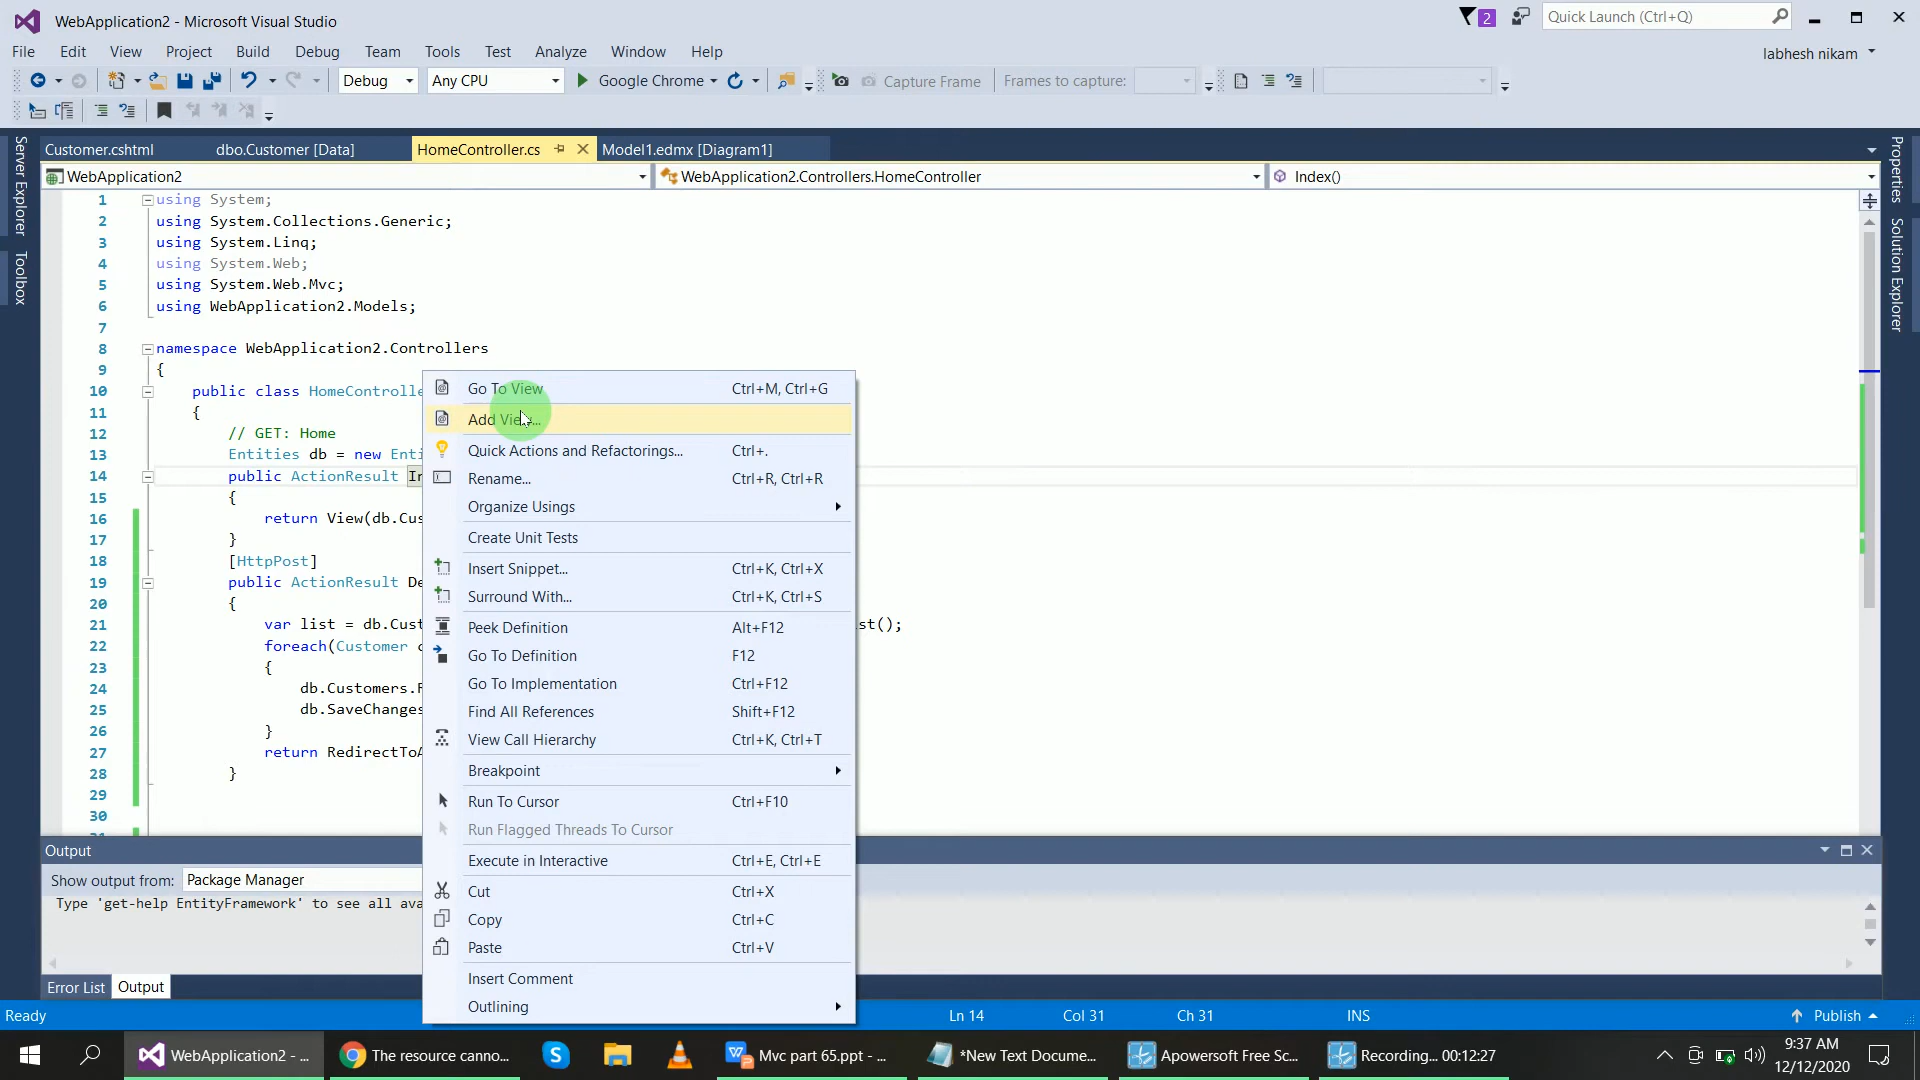 WebApplication2 - Microsoft Visual Studio
2
Quick Launch (Ctrl+Q)
File Edit View Project Build Debug Team Tools Test Analyze Window Help
labhesh nikam
Debug Any CPU Google Chrome Capture Frame Frames to capture:
Server Explorer
Toolbox
Properties
Solution Explorer
Customer.cshtml dbo.Customer [Data] HomeController.cs Model1.edmx [Diagram1]
WebApplication2 WebApplication2.Controllers.HomeController Index()
1 using System;
2 using System.Collections.Generic;
3 using System.Linq;
4 using System.Web;
5 using System.Web.Mvc;
6 using WebApplication2.Models;
7
8 namespace WebApplication2.Controllers
9 {
10 public class HomeControlle
11 {
12 // GET: Home
13 Entities db = new Enti
14 public ActionResult In
15 {
16 return View(db.Cus
17 }
18 [HttpPost]
19 public ActionResult De
20 {
21 var list = db.Cust st();
22 foreach(Customer c
23 {
24 db.Customers.R
25 db.SaveChanges
26 }
27 return RedirectToA
28 }
29
30
Go To View Ctrl+M, Ctrl+G
Add View...
Quick Actions and Refactorings... Ctrl+.
Rename... Ctrl+R, Ctrl+R
Organize Usings
Create Unit Tests
Insert Snippet... Ctrl+K, Ctrl+X
Surround With... Ctrl+K, Ctrl+S
Peek Definition Alt+F12
Go To Definition F12
Go To Implementation Ctrl+F12
Find All References Shift+F12
View Call Hierarchy Ctrl+K, Ctrl+T
Breakpoint
Run To Cursor Ctrl+F10
Run Flagged Threads To Cursor
Execute in Interactive Ctrl+E, Ctrl+E
Cut Ctrl+X
Copy Ctrl+C
Paste Ctrl+V
Insert Comment
Outlining
Output
Show output from: Package Manager
Type 'get-help EntityFramework' to see all ava
Error List Output
Ready Ln 14 Col 31 Ch 31 INS Publish
WebApplication2 - ... The resource canno... Mvc part 65.ppt - ... *New Text Docume... Apowersoft Free Sc... Recording... 00:12:27
9:37 AM
12/12/2020